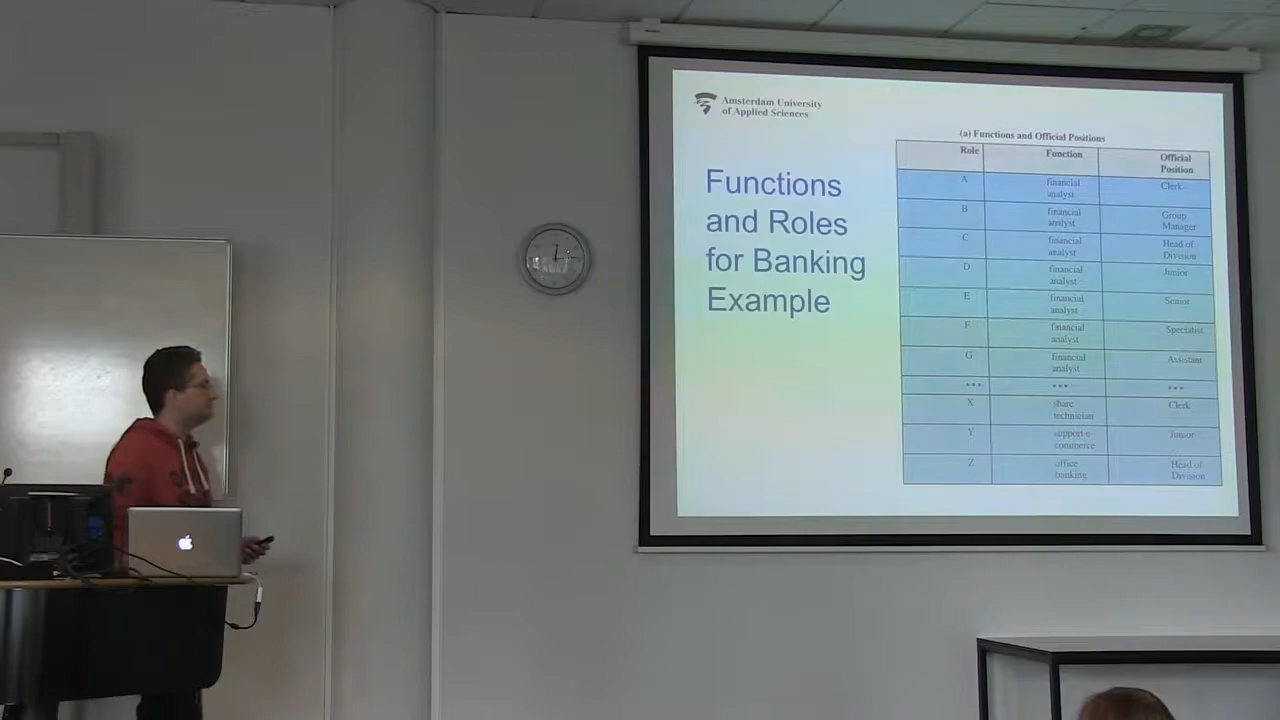 Amsterdam University
of Applied Sciences
Functions
and Roles
for Banking
Example
(a) Functions and Official Positions
Role Function Official
Position
A financial
analyst Clerk
B financial
analyst Group
Manager
C financial
analyst Head of
Division
D financial
analyst Junior
E financial
analyst Senior
F financial
analyst Specialist
G financial
analyst Assistant
••• ••• •••
X share
technician Clerk
Y support e-
commerce Junior
Z office
banking Head of
Division